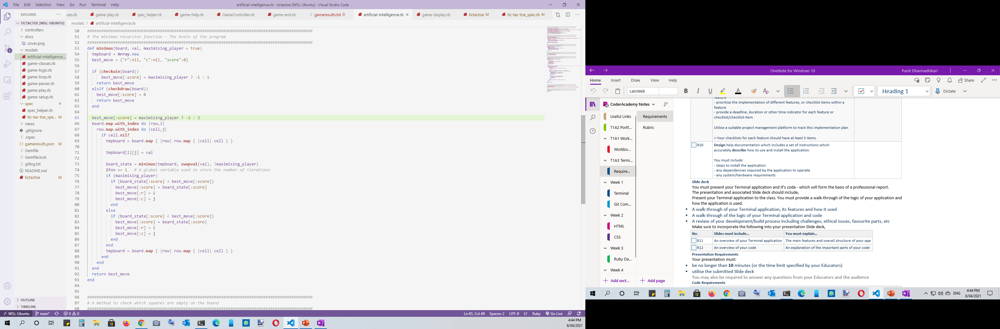 File Edit Selection View Go Run Terminal Help
artificial-intelligence.rb - tictactoe [WSL: Ubuntu] - Visual Studio Code
EXPLORER
sses.rb game-play.rb spec_helper.rb game-help.rb GameController.rb game-end.rb gameresults.txt D artificial-intelligence.rb game-display.rb tictactoe M tic-tac-toe_spec.rb M
TICTACTOE [WSL: UBUNTU]
controllers
docs
cover.png
models
artificial-intelligence...
game-classes.rb
game-logic.rb
game-loop.rb
game-parser.rb
game-play.rb
game-setup.rb
spec
spec_helper.rb
tic-tac-toe_spe... M
views
.gitignore
.rspec
gameresults.json M
Gemfile
Gemfile.lock
gitlog.txt
README.md
tictactoe M
OUTLINE
TIMELINE
5
models > artificial-intelligence.rb
50 #################################################################################################
51 # The minimax recursion function - The brain of the program
52 #################################################################################################
53 def minimax(board, val, maximising_player = true)
54 tmpboard = Array.new
55 best_move = {"r":nil, "c":nil, "score":0}
56
57 if (checkwin(board))
58 best_move[:score] = maximising_player ? -1 : 1
59 return best_move
60 elsif (checkdraw(board))
61 best_move[:score] = 0
62 return best_move
63 end
64
65 best_move[:score] = maximising_player ? -2 : 2
66 board.map.with_index do |row,i|
67 row.map.with_index do |cell,j|
68 if cell.nil?
69 tmpboard = board.map { |row| row.map { |cell| cell } }
70
71 tmpboard[i][j] = val
72
73 board_state = minimax(tmpboard, swapval(val), !maximising_player)
74 $foo += 1 # A global variable used to store the number of iterations
75 if (maximising_player)
76 if (board_state[:score] > best_move[:score])
77 best_move[:score] = board_state[:score]
78 best_move[:r] = i
79 best_move[:c] = j
80 end
81 else
82 if (board_state[:score] < best_move[:score])
83 best_move[:score] = board_state[:score]
84 best_move[:r] = i
85 best_move[:c] = j
86 end
87 end
88 tmpboard = board.map { |row| row.map { |cell| cell } }
89 end
90 end
91 end
92 return best_move
93 end
94
95
96 #################################################################################################
97 # A method to check which squares are empty on the board
98 #################################################################################################
WSL: Ubuntu main* 0 0 Ln 65, Col 49 Spaces: 2 UTF-8 LF Ruby Go Live
4:44 PM
6/04/2021
OneNote for Windows 10 Punit Dharmadhikari
Home Insert Draw View Help Share
LatoWeb B I U A Heading 1 Dictate
CoderAcademy Notes
Useful Links
T1A2 Portf...
T1A1 Work...
Workbo...
T1A3 Termi...
Require...
Week 1
Terminal
Git Com...
Week 2
HTML
CSS
Week 3
Ruby Da...
Week 4
Add sect...
Requirements
Rubric
Add page
feature
- prioritise the implementation of different features, or checklist items within a
feature
- provide a deadline, duration or other time indicator for each feature or
checklist/checklist-item
Utilise a suitable project management platform to track this implementation plan
> Your checklists for each feature should have at least 5 items.
R10 Design help documentation which includes a set of instructions which
accurately describe how to use and install the application.
You must include:
- steps to install the application
- any dependencies required by the application to operate
- any system/hardware requirements
Slide deck
You must present your Terminal application and it's code - which will form the basis of a professional report.
The presentation and associated Slide deck should include,
Present your Terminal application to the class. You must provide a walk-through of the logic of your application and
how the application is used.
• A walk-through of your Terminal application, its features and how it used
• A walk-through of the logic of your Terminal application and code
• A review of your development/build process including challenges, ethical issues, favourite parts, etc
Make sure to incorporate the following into your presentation Slide deck,
No. Slides must include... You must explain...
R11 An overview of your Terminal application The main features and overall structure of your app
R12 An overview of your code An explanation of the important parts of your code
Presentation Requirements
Your presentation must:
• be no longer than 10 minutes (or the time limit specified by your Educators)
• utilise the submitted Slide deck
You may also be required to answer any questions from your Educators and the audience
Code Requirements
ENG 4:44 PM
6/04/2021